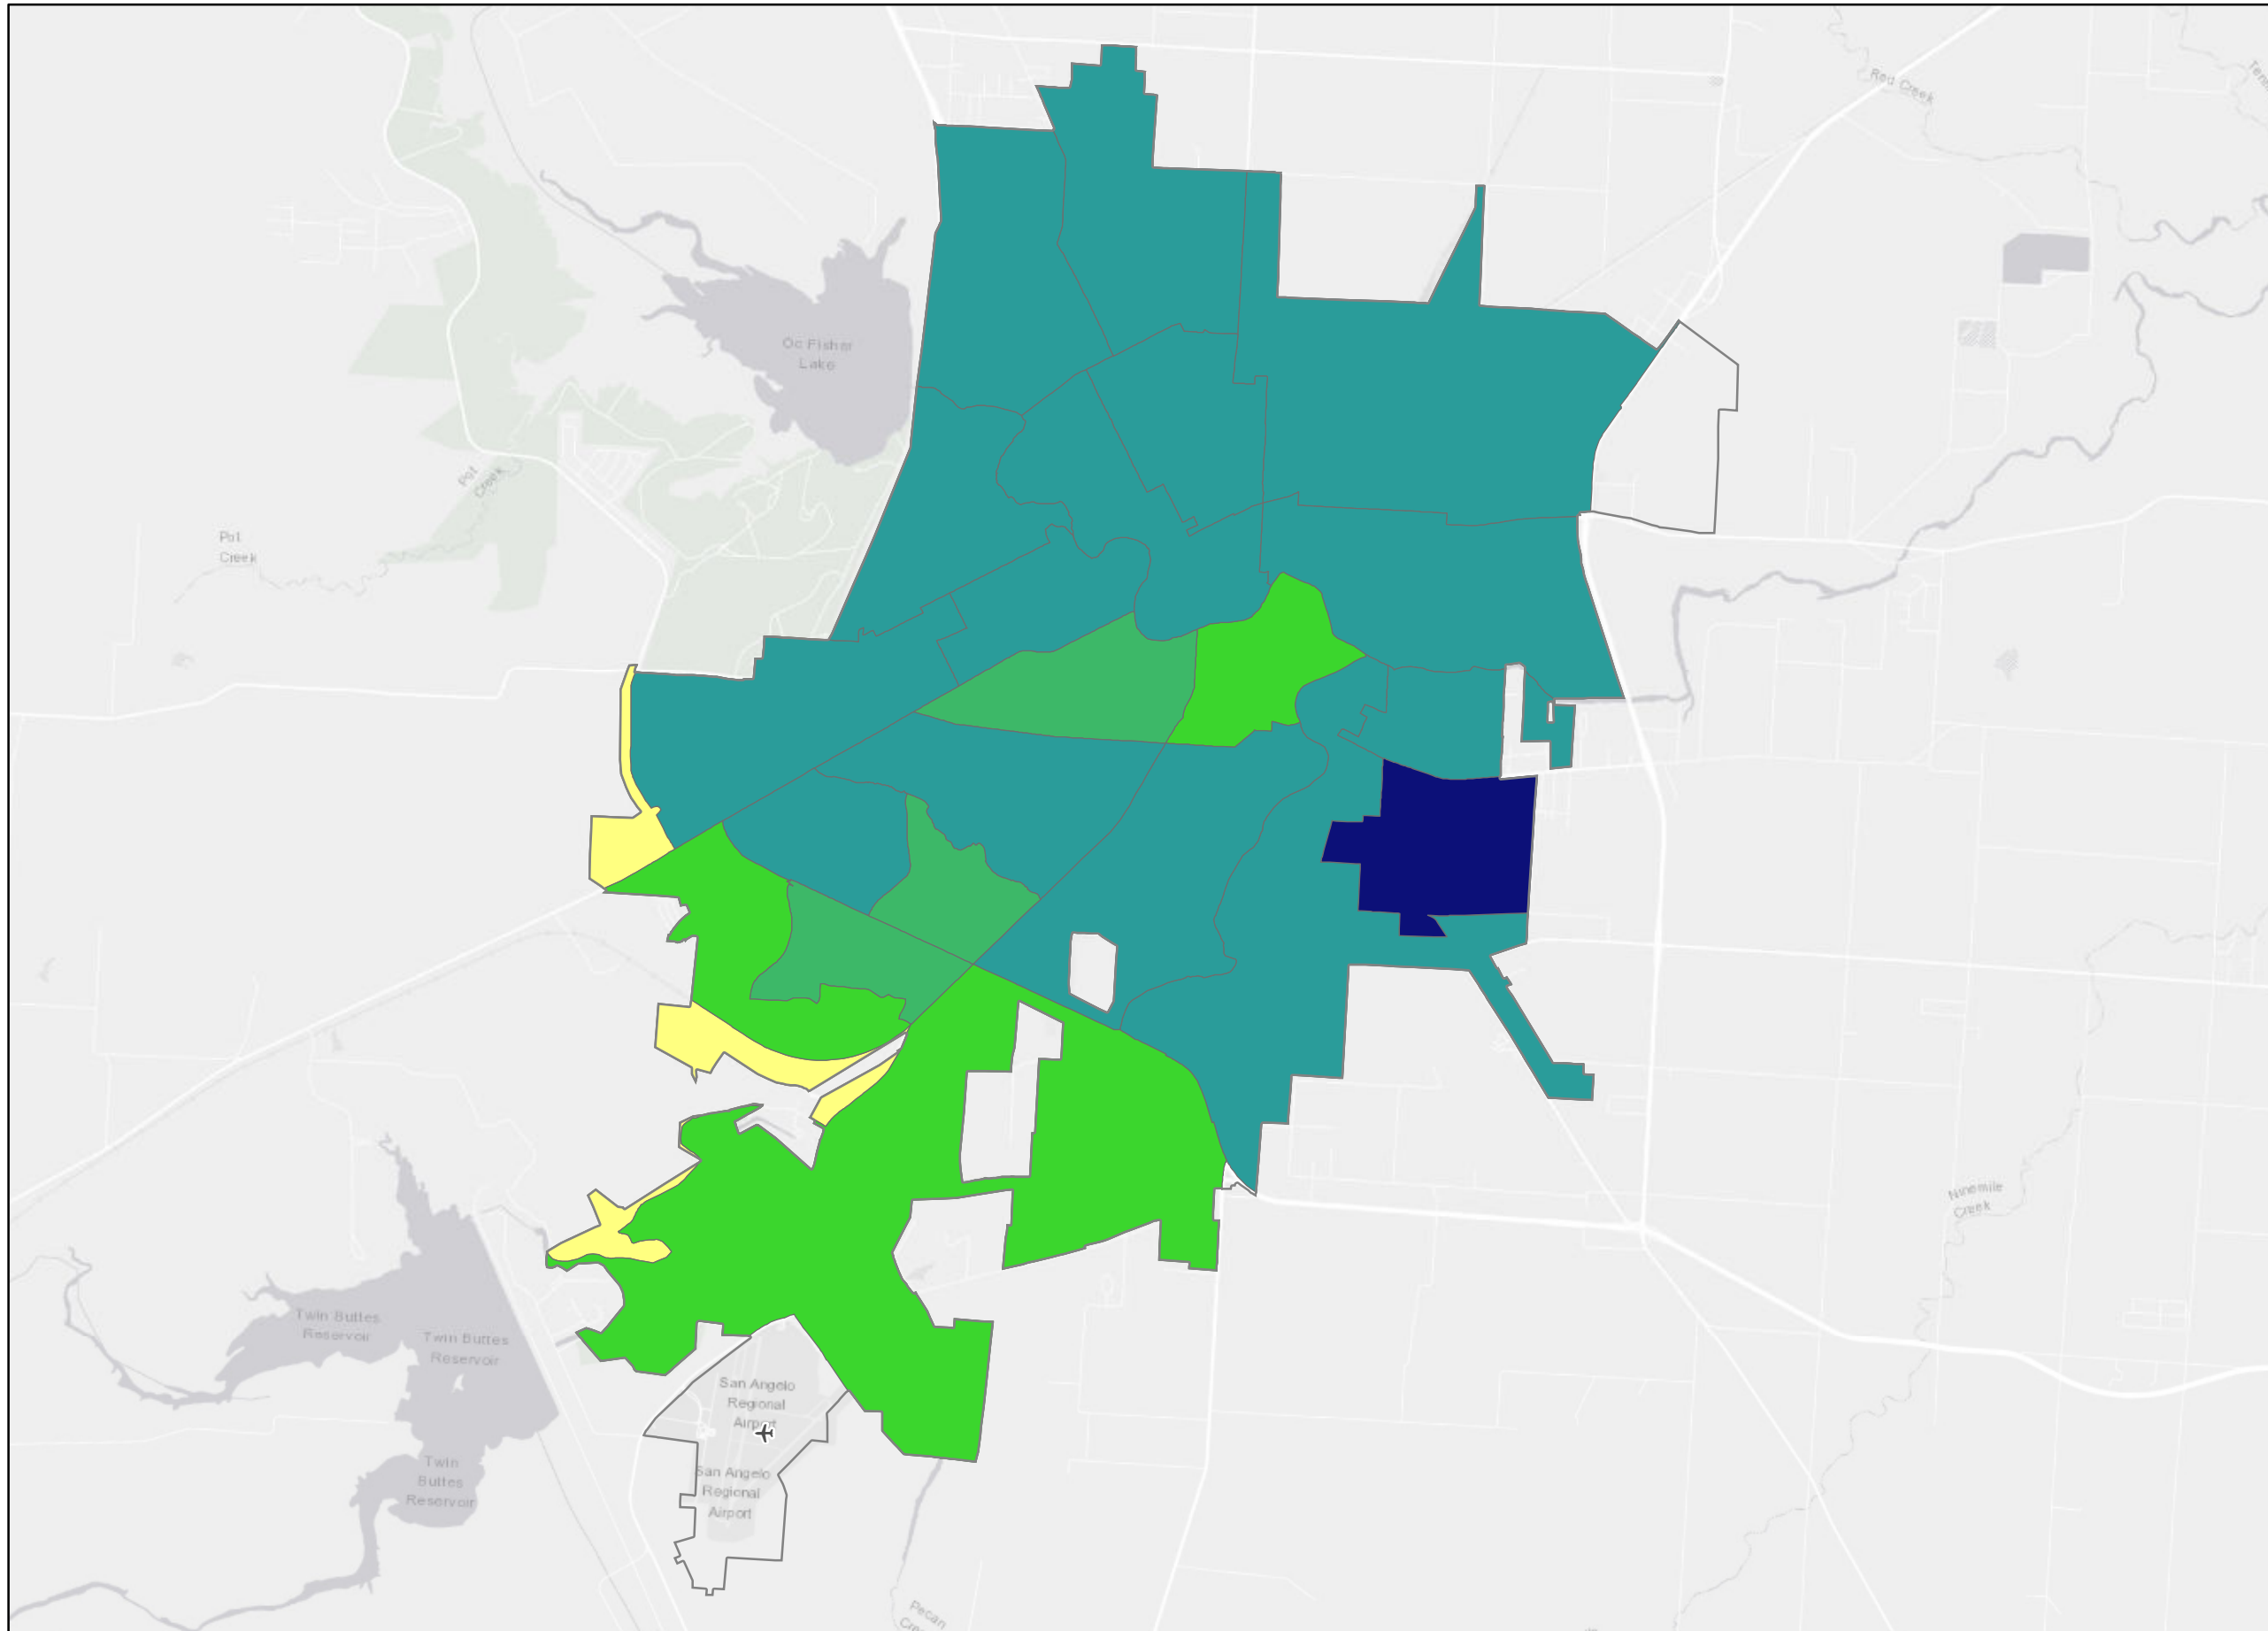 Red Creek
Oc Fisher
Lake
Pot
Creek
Pot
Creek
Ninemile
Creek
Twin Buttes
Reservoir
Twin Buttes
Reservoir
San Angelo
Regional
Airport
Twin
Buttes
Reservoir
San Angelo
Regional
Airport
Pecan